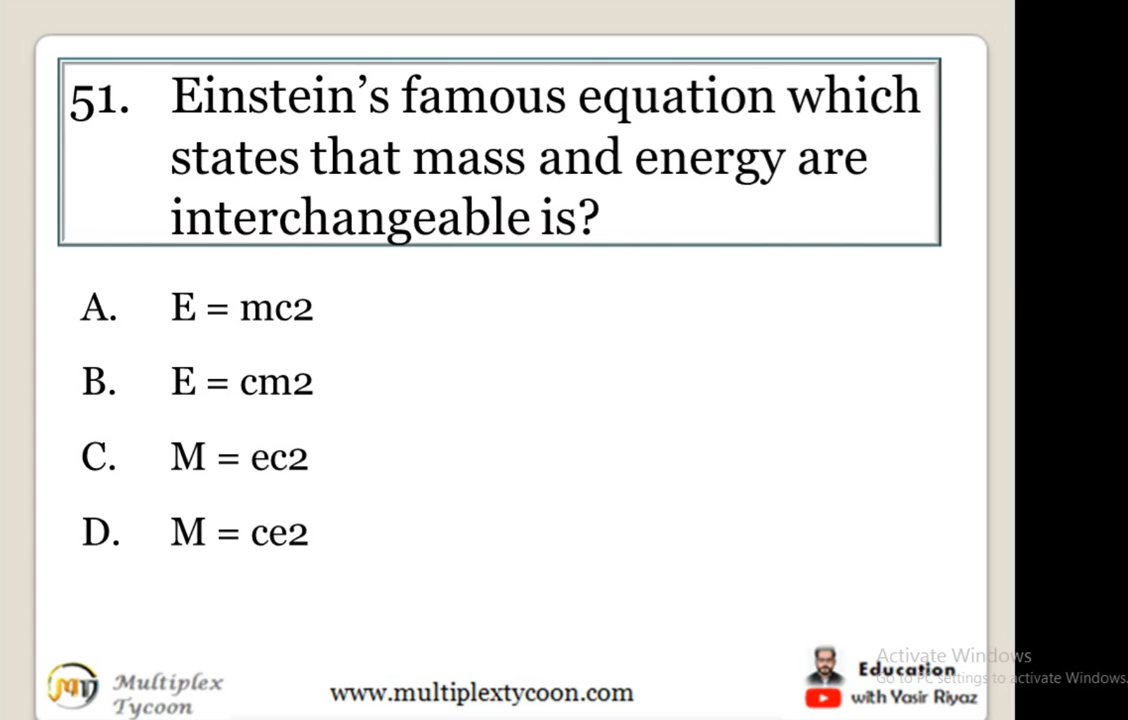 51. Einstein’s famous equation which
states that mass and energy are
interchangeable is?
A. E = mc2
B. E = cm2
C. M = ec2
D. M = ce2
Multiplex
Tycoon
www.multiplextycoon.com
Activate Windows
Education
Go to PC settings to activate Windows.
with Yasir Riyaz